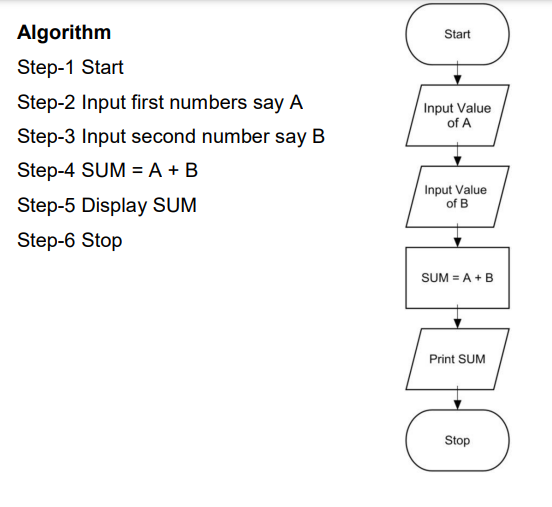 Algorithm
Step-1 Start
Step-2 Input first numbers say A
Step-3 Input second number say B
Step-4 SUM = A + B
Step-5 Display SUM
Step-6 Stop
Start
Input Value
of A
Input Value
of B
SUM = A + B
Print SUM
Stop